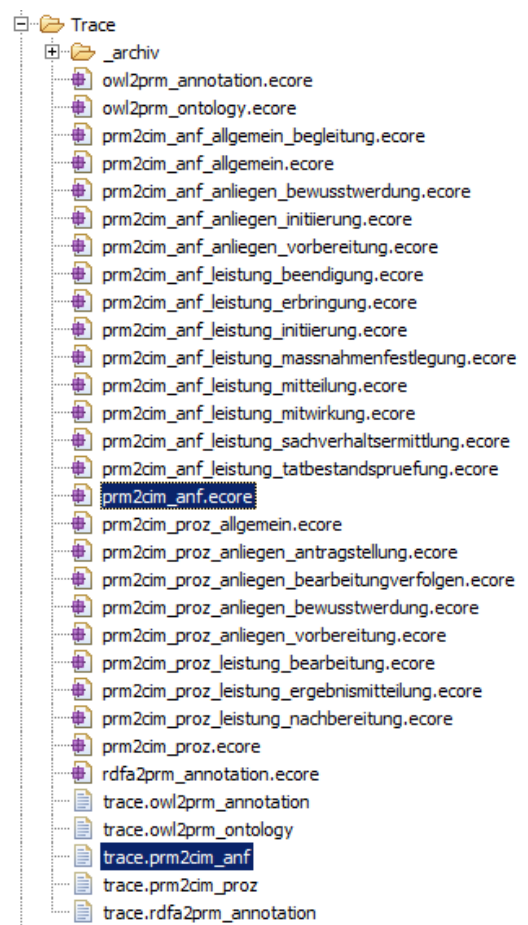 Trace
_archiv
owl2prm_annotation.ecore
owl2prm_ontology.ecore
prm2cim_anf_allgemein_begleitung.ecore
prm2cim_anf_allgemein.ecore
prm2cim_anf_anliegen_bewusstwerdung.ecore
prm2cim_anf_anliegen_initiierung.ecore
prm2cim_anf_anliegen_vorbereitung.ecore
prm2cim_anf_leistung_beendigung.ecore
prm2cim_anf_leistung_erbringung.ecore
prm2cim_anf_leistung_initiierung.ecore
prm2cim_anf_leistung_massnahmenfestlegung.ecore
prm2cim_anf_leistung_mitteilung.ecore
prm2cim_anf_leistung_mitwirkung.ecore
prm2cim_anf_leistung_sachverhaltsermittlung.ecore
prm2cim_anf_leistung_tatbestandspruefung.ecore
prm2cim_anf.ecore
prm2cim_proz_allgemein.ecore
prm2cim_proz_anliegen_antragstellung.ecore
prm2cim_proz_anliegen_bearbeitungverfolgen.ecore
prm2cim_proz_anliegen_bewusstwerdung.ecore
prm2cim_proz_anliegen_vorbereitung.ecore
prm2cim_proz_leistung_bearbeitung.ecore
prm2cim_proz_leistung_ergebnismitteilung.ecore
prm2cim_proz_leistung_nachbereitung.ecore
prm2cim_proz.ecore
rdfa2prm_annotation.ecore
trace.owl2prm_annotation
trace.owl2prm_ontology
trace.prm2cim_anf
trace.prm2cim_proz
trace.rdfa2prm_annotation